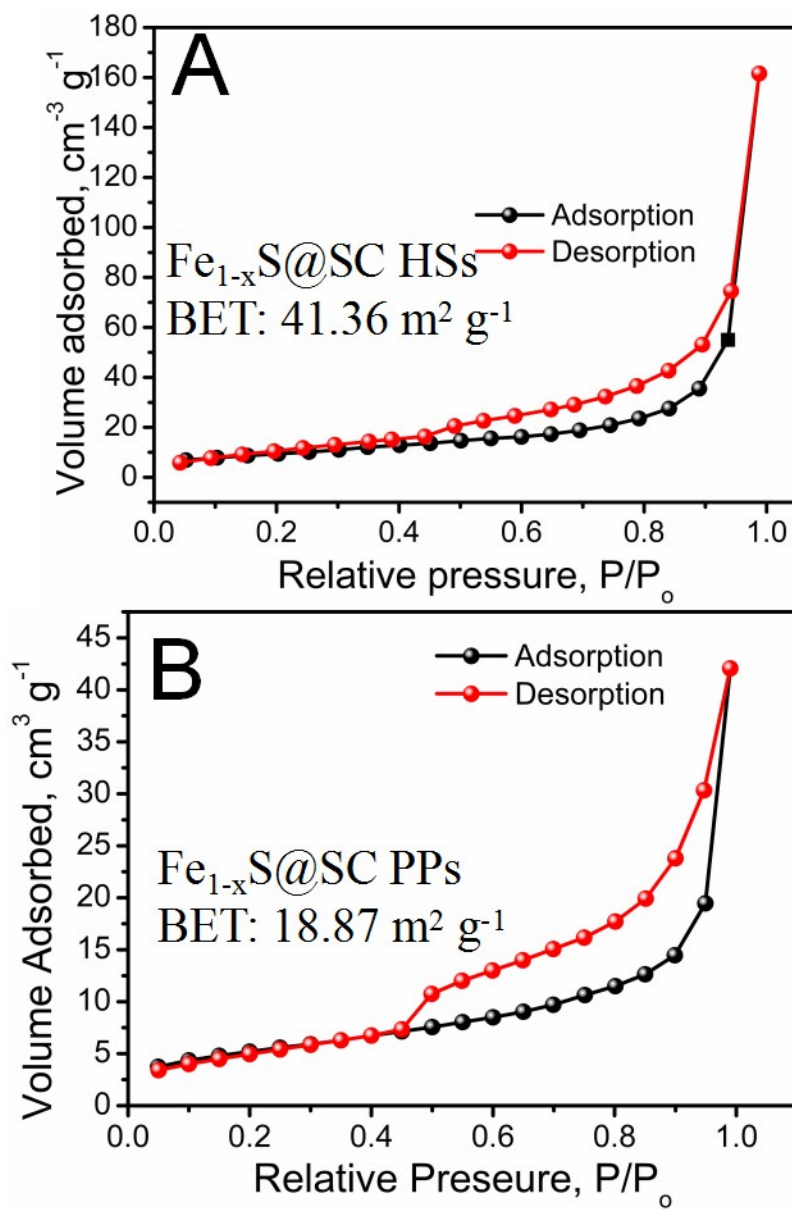 A
180
160
140
120
100
80
60
40
20
0
Volume adsorbed, cm⁻³ g⁻¹
Adsorption
Desorption
Fe₁₋ₓS@SC HSs
BET: 41.36 m² g⁻¹
0.0 0.2 0.4 0.6 0.8 1.0
Relative pressure, P/Pₒ
B
45
40
35
30
25
20
15
10
5
0
Volume Adsorbed, cm³ g⁻¹
Adsorption
Desorption
Fe₁₋ₓS@SC PPs
BET: 18.87 m² g⁻¹
0.0 0.2 0.4 0.6 0.8 1.0
Relative Preseure, P/Pₒ